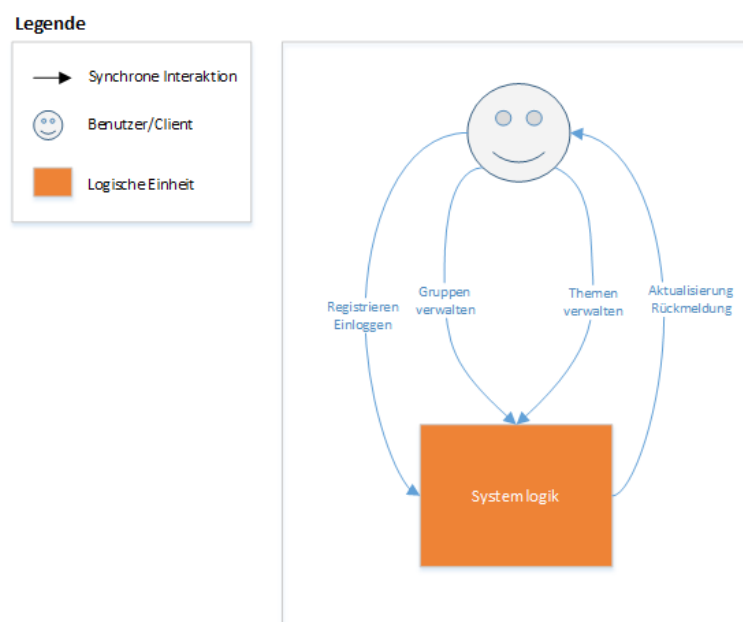 Legende
Synchrone Interaktion
Benutzer/Client
Logische Einheit
Registrieren
Einloggen
Gruppen
verwalten
Themen
verwalten
Aktualisierung
Rückmeldung
Systemlogik